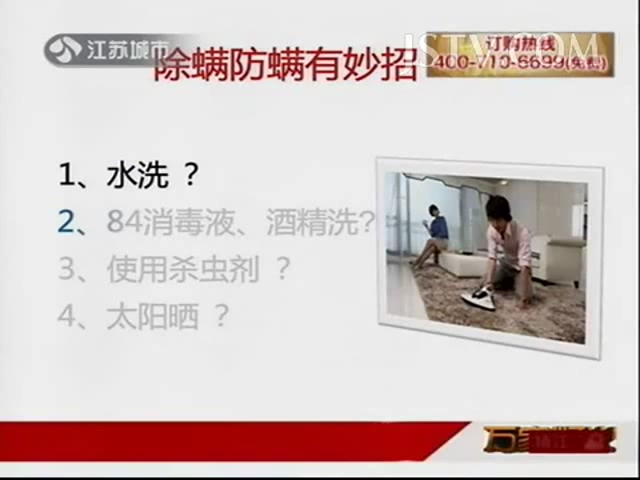 江苏城市
JSTV.COM
除螨防螨有妙招
订购热线
400-710-6699(免费)
1、水洗 ？
2、84消毒液、酒精洗?
3、使用杀虫剂 ？
4、太阳晒 ？